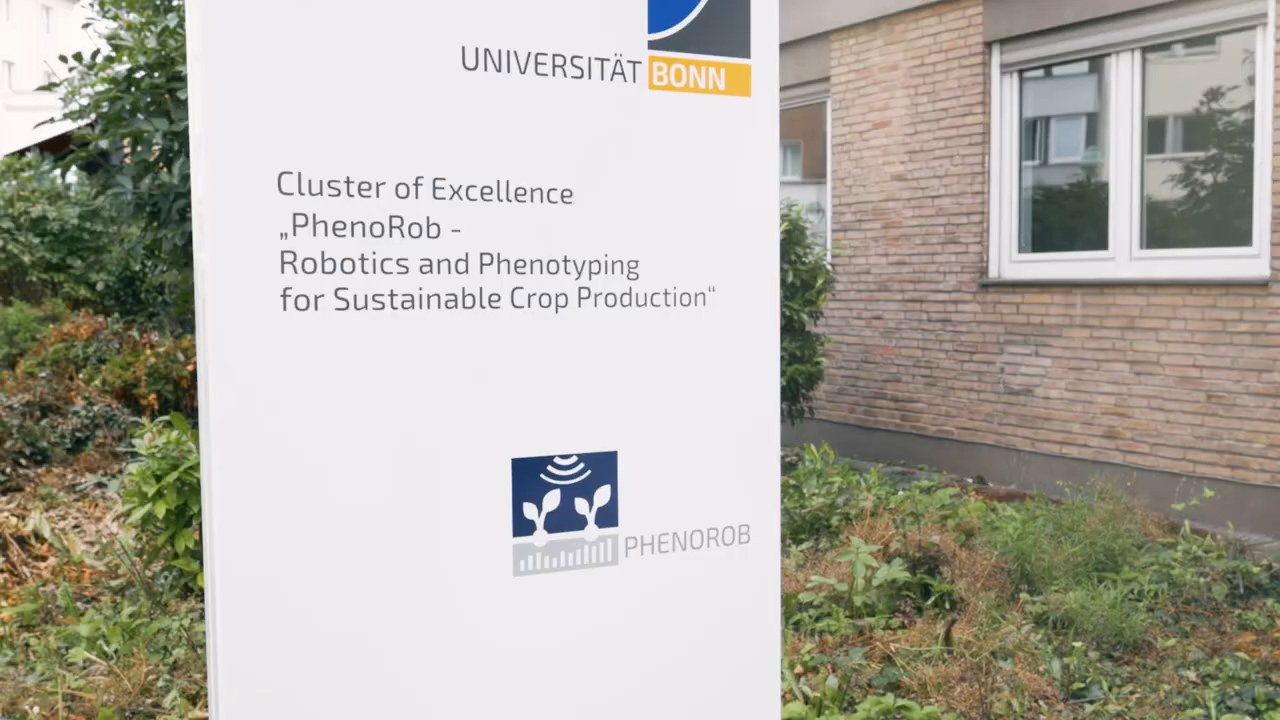 UNIVERSITÄT BONN
Cluster of Excellence
„PhenoRob -
Robotics and Phenotyping
for Sustainable Crop Production“
PHENOROB